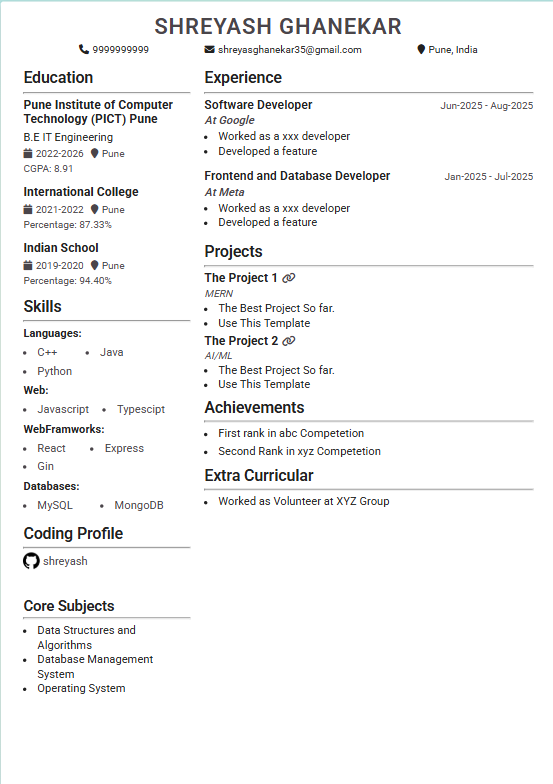 SHREYASH GHANEKAR
9999999999 shreyasghanekar35@gmail.com Pune, India
Education
Pune Institute of Computer
Technology (PICT) Pune
B.E IT Engineering
2022-2026 Pune
CGPA: 8.91
International College
2021-2022 Pune
Percentage: 87.33%
Indian School
2019-2020 Pune
Percentage: 94.40%
Skills
Languages:
• C++ • Java
• Python
Web:
• Javascript • Typescipt
WebFramworks:
• React • Express
• Gin
Databases:
• MySQL • MongoDB
Coding Profile
shreyash
Core Subjects
• Data Structures and
Algorithms
• Database Management
System
• Operating System
Experience
Software Developer Jun-2025 - Aug-2025
At Google
• Worked as a xxx developer
• Developed a feature
Frontend and Database Developer Jan-2025 - Jul-2025
At Meta
• Worked as a xxx developer
• Developed a feature
Projects
The Project 1
MERN
• The Best Project So far.
• Use This Template
The Project 2
AI/ML
• The Best Project So far.
• Use This Template
Achievements
• First rank in abc Competetion
• Second Rank in xyz Competetion
Extra Curricular
• Worked as Volunteer at XYZ Group